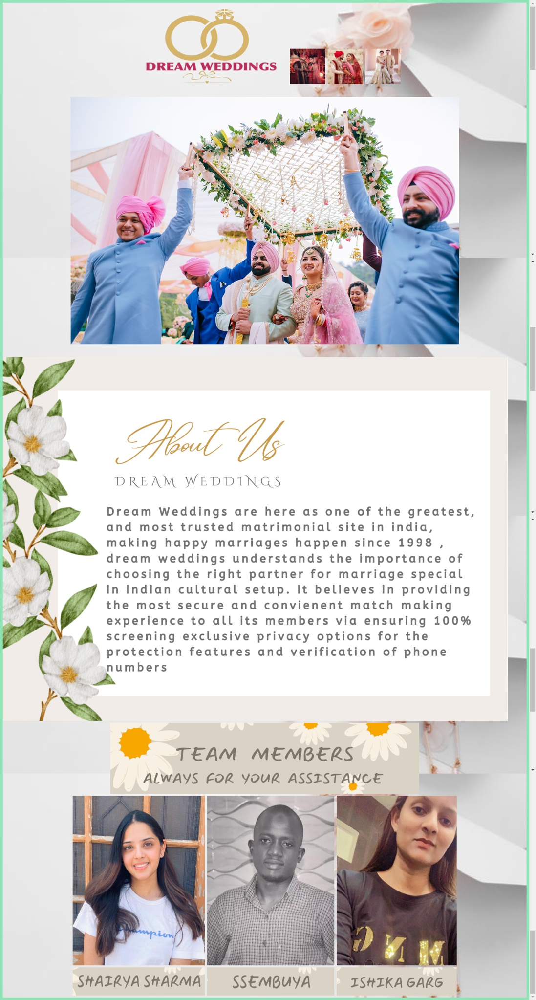 DREAM WEDDINGS
About Us
DREAM WEDDINGS
Dream Weddings are here as one of the greatest,
and most trusted matrimonial site in india,
making happy marriages happen since 1998 ,
dream weddings understands the importance of
choosing the right partner for marriage special
in indian cultural setup. it believes in providing
the most secure and convienent match making
experience to all its members via ensuring 100%
screening exclusive privacy options for the
protection features and verification of phone
numbers
TEAM MEMBERS
ALWAYS FOR YOUR ASSISTANCE
Champion
SHAIRYA SHARMA
SSEMBUYA
ISHIKA GARG